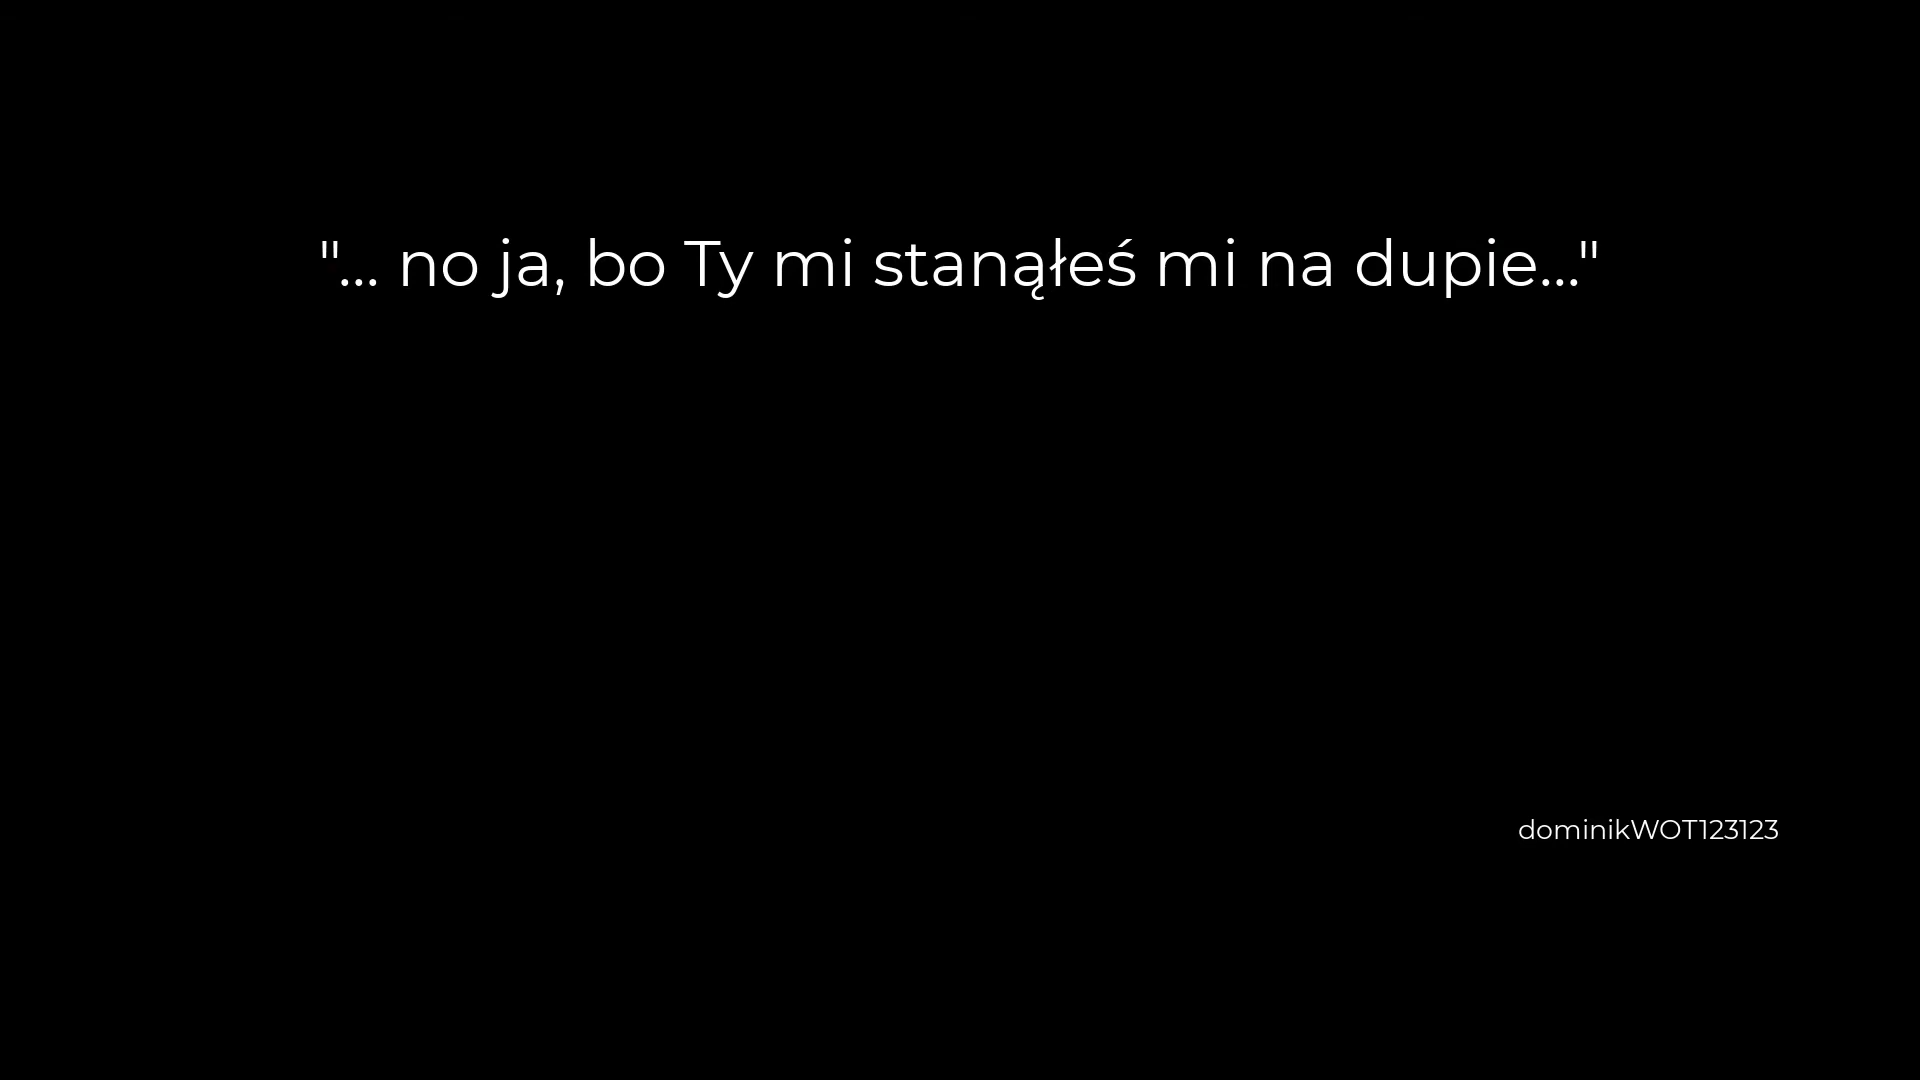 "... no ja, bo Ty mi stanąłeś mi na dupie..."
dominikWOT123123